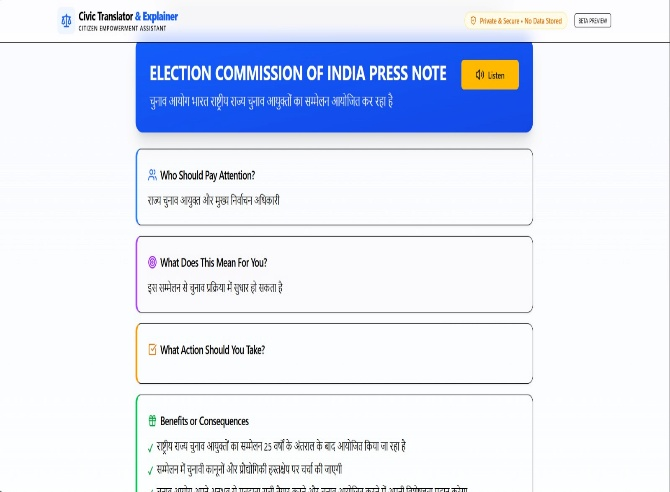 Civic Translator & Explainer
CITIZEN EMPOWERMENT ASSISTANT
Private & Secure • No Data Stored
BETA PREVIEW
ELECTION COMMISSION OF INDIA PRESS NOTE
Listen
चुनाव आयोग भारत राष्ट्रीय राज्य चुनाव आयुक्तों का सम्मेलन आयोजित कर रहा है
Who Should Pay Attention?
राज्य चुनाव आयुक्त और मुख्य निर्वाचन अधिकारी
What Does This Mean For You?
इस सम्मेलन से चुनाव प्रक्रिया में सुधार हो सकता है
What Action Should You Take?
Benefits or Consequences
राष्ट्रीय राज्य चुनाव आयुक्तों का सम्मेलन 25 वर्षों के अंतराल के बाद आयोजित किया जा रहा है
सम्मेलन में चुनावी कानूनों और प्रौद्योगिकी हस्तक्षेप पर चर्चा की जाएगी